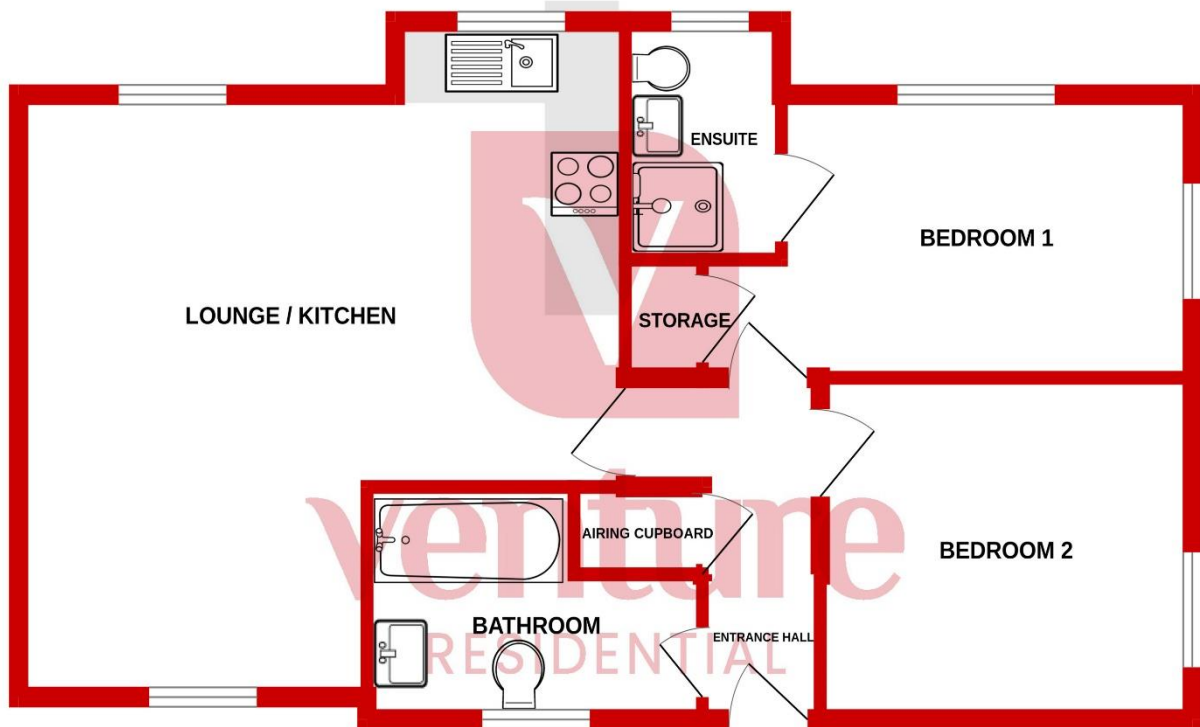 ENSUITE
BEDROOM 1
LOUNGE / KITCHEN
STORAGE
AIRING CUPBOARD
BEDROOM 2
BATHROOM
ENTRANCE HALL
venture
RESIDENTIAL